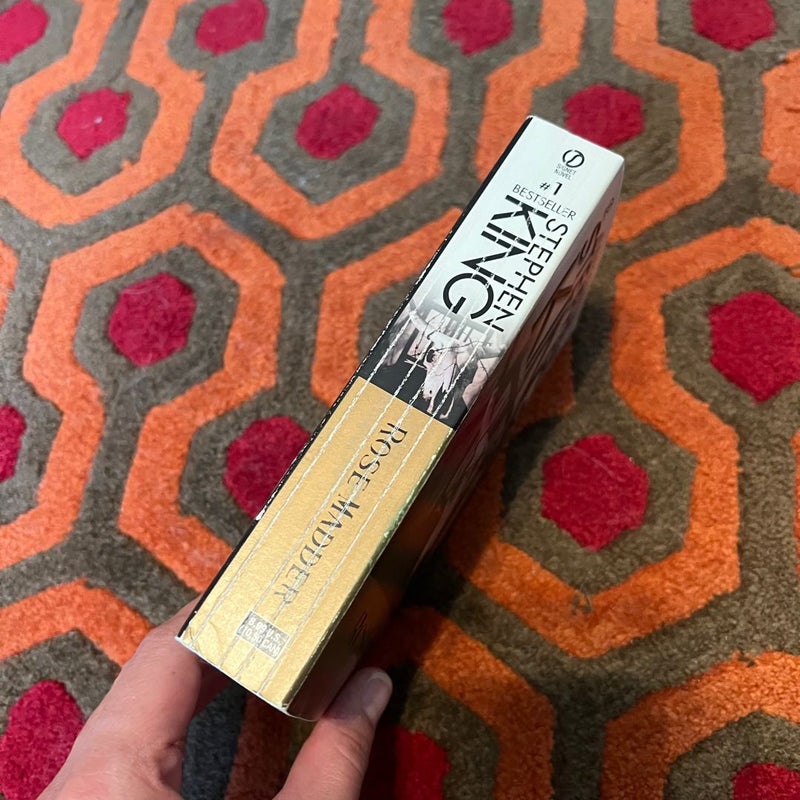 SIGNET
NOVEL
#1
BESTSELLER
STEPHEN
KING
ROSE MADDER